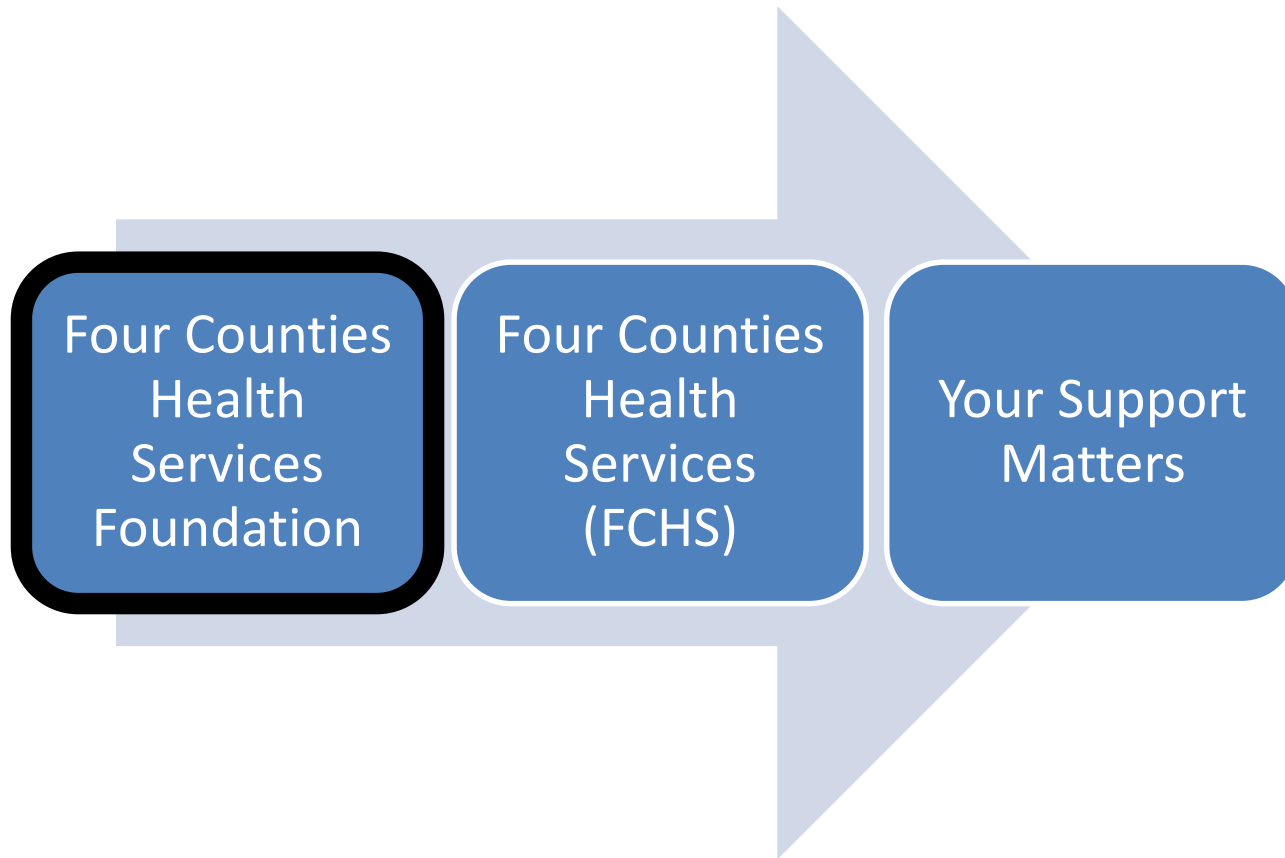 Four Counties
Health
Services
Foundation
Four Counties
Health
Services
(FCHS)
Your Support
Matters